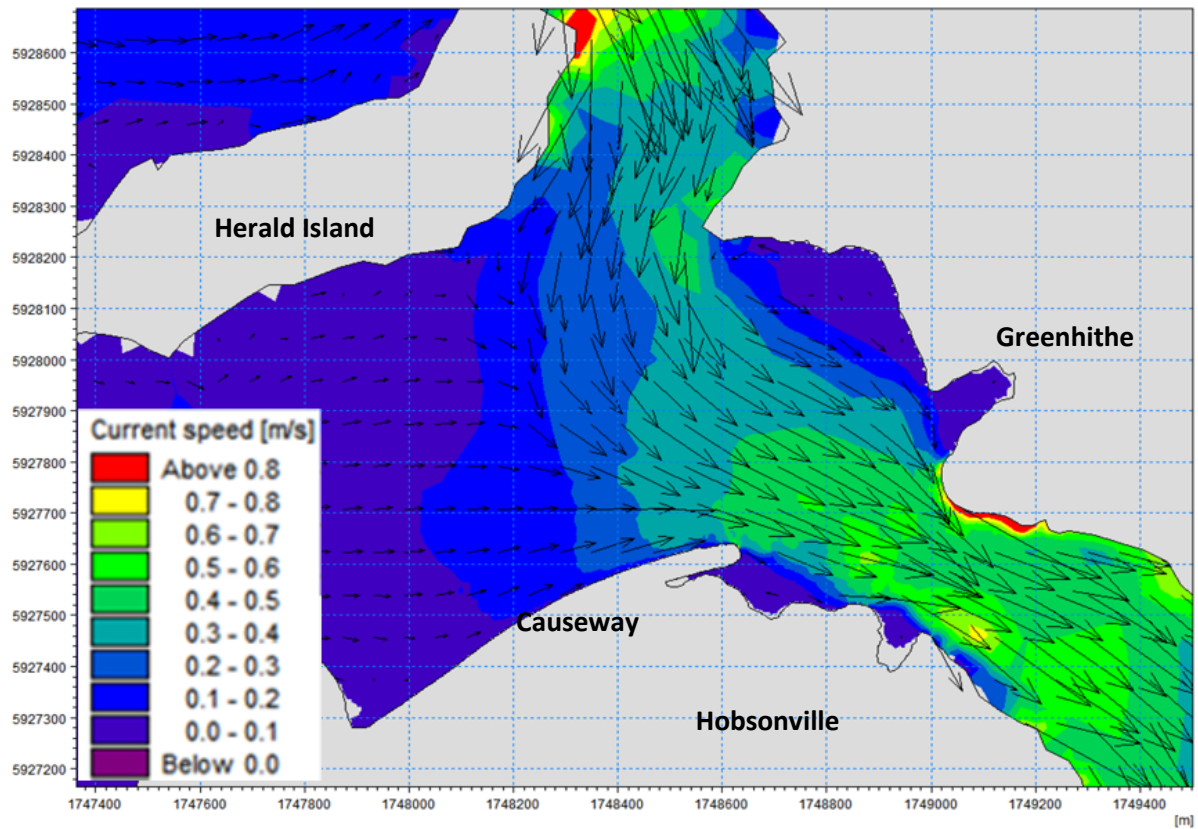 5928600
5928500
5928400
5928300
Herald Island
5928200
5928100
Greenhithe
5928000
5927900
Current speed [m/s]
5927800
Above 0.8
0.7 - 0.8
5927700
0.6 - 0.7
5927600
0.5 - 0.6
0.4 - 0.5
Causeway
5927500
0.3 - 0.4
5927400
0.2 - 0.3
0.1 - 0.2
Hobsonville
5927300
0.0 - 0.1
5927200
Below 0.0
1747400 1747600 1747800 1748000 1748200 1748400 1748600 1748800 1749000 1749200 1749400
[m]